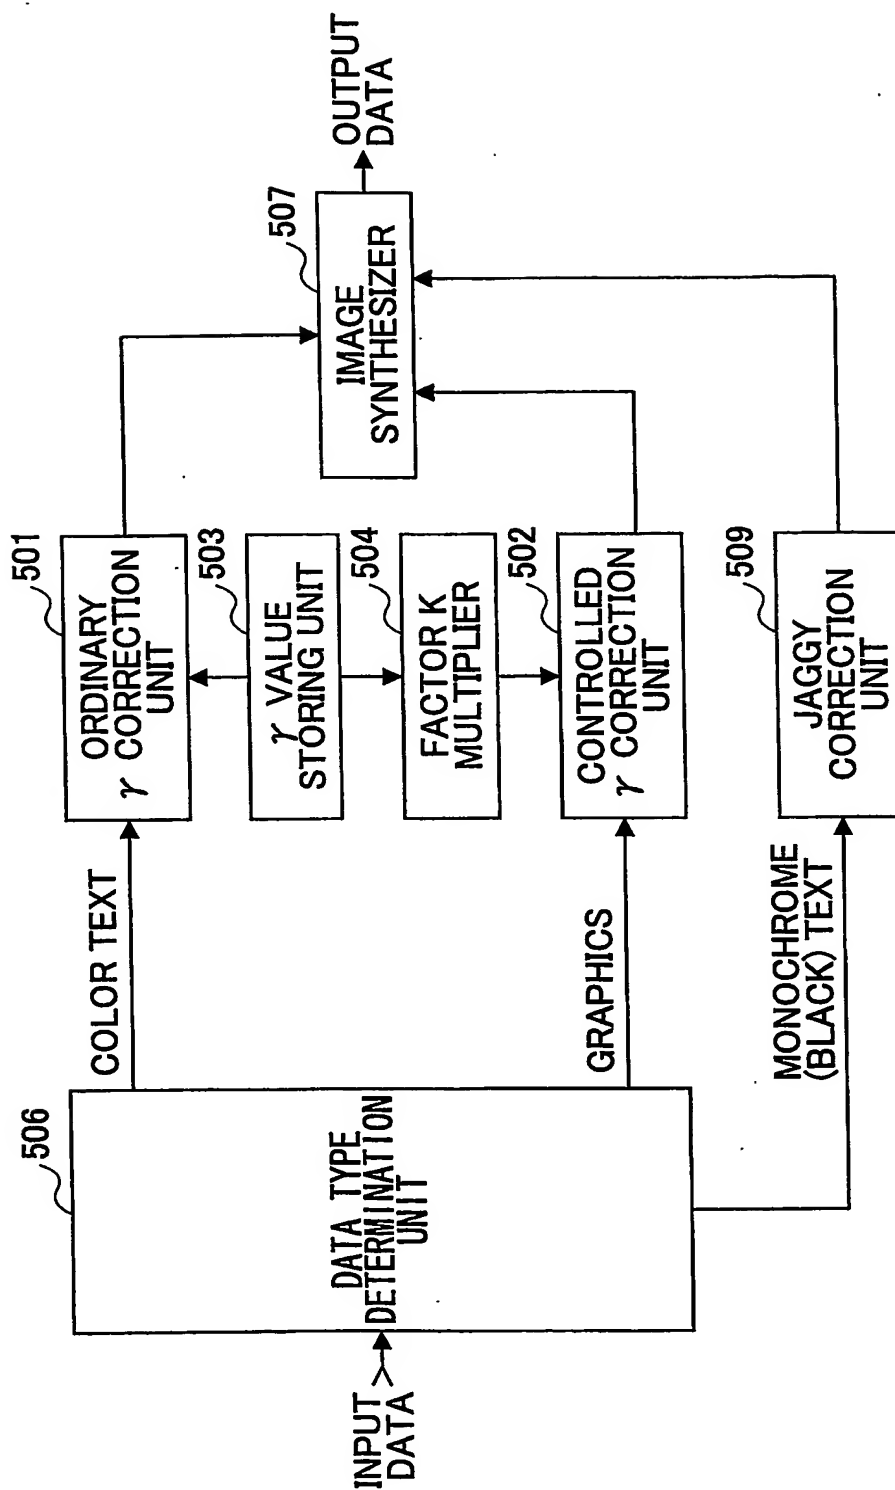 INPUT
DATA
506
DATA TYPE
DETERMINATION
UNIT
COLOR TEXT
GRAPHICS
MONOCHROME
(BLACK) TEXT
501
ORDINARY
γ CORRECTION
UNIT
503
γ VALUE
STORING UNIT
504
FACTOR K
MULTIPLIER
502
CONTROLLED
γ CORRECTION
UNIT
509
JAGGY
CORRECTION
UNIT
507
IMAGE
SYNTHESIZER
OUTPUT
DATA